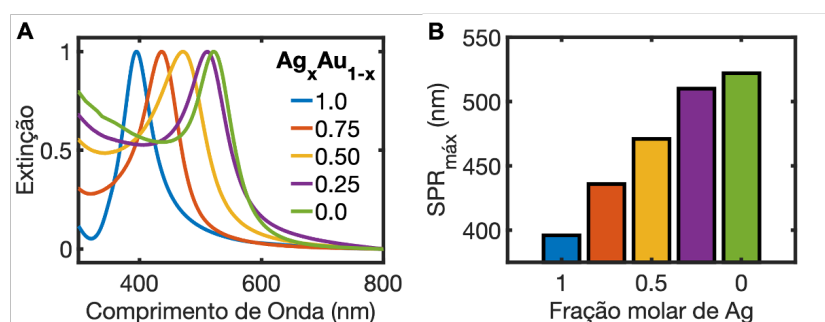 A
Extinção
1
0.5
0
400
600
800
Comprimento de Onda (nm)
AgₓAu₁₋ₓ
1.0
0.75
0.50
0.25
0.0
B
SPRmáx (nm)
550
500
450
400
1
0.5
0
Fração molar de Ag